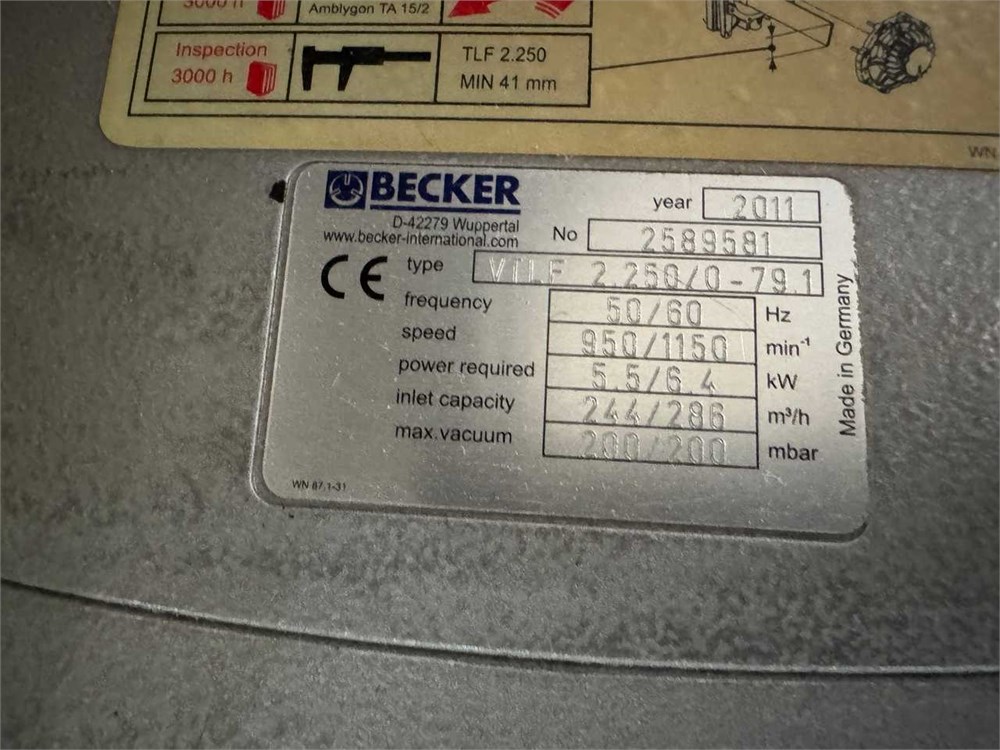 3000 h
Amblygon TA 15/2
Inspection
3000 h
TLF 2.250
MIN 41 mm
WN
BECKER
D-42279 Wuppertal
www.becker-international.com
year 2011
No 2589581
CE type VTLF 2.250/0-79.1
frequency 50/60 Hz
speed 950/1150 min-1
power required 5.5/6.4 kW
inlet capacity 244/286 m³/h
max.vacuum 200/200 mbar
Made in Germany
WN 87.1-31